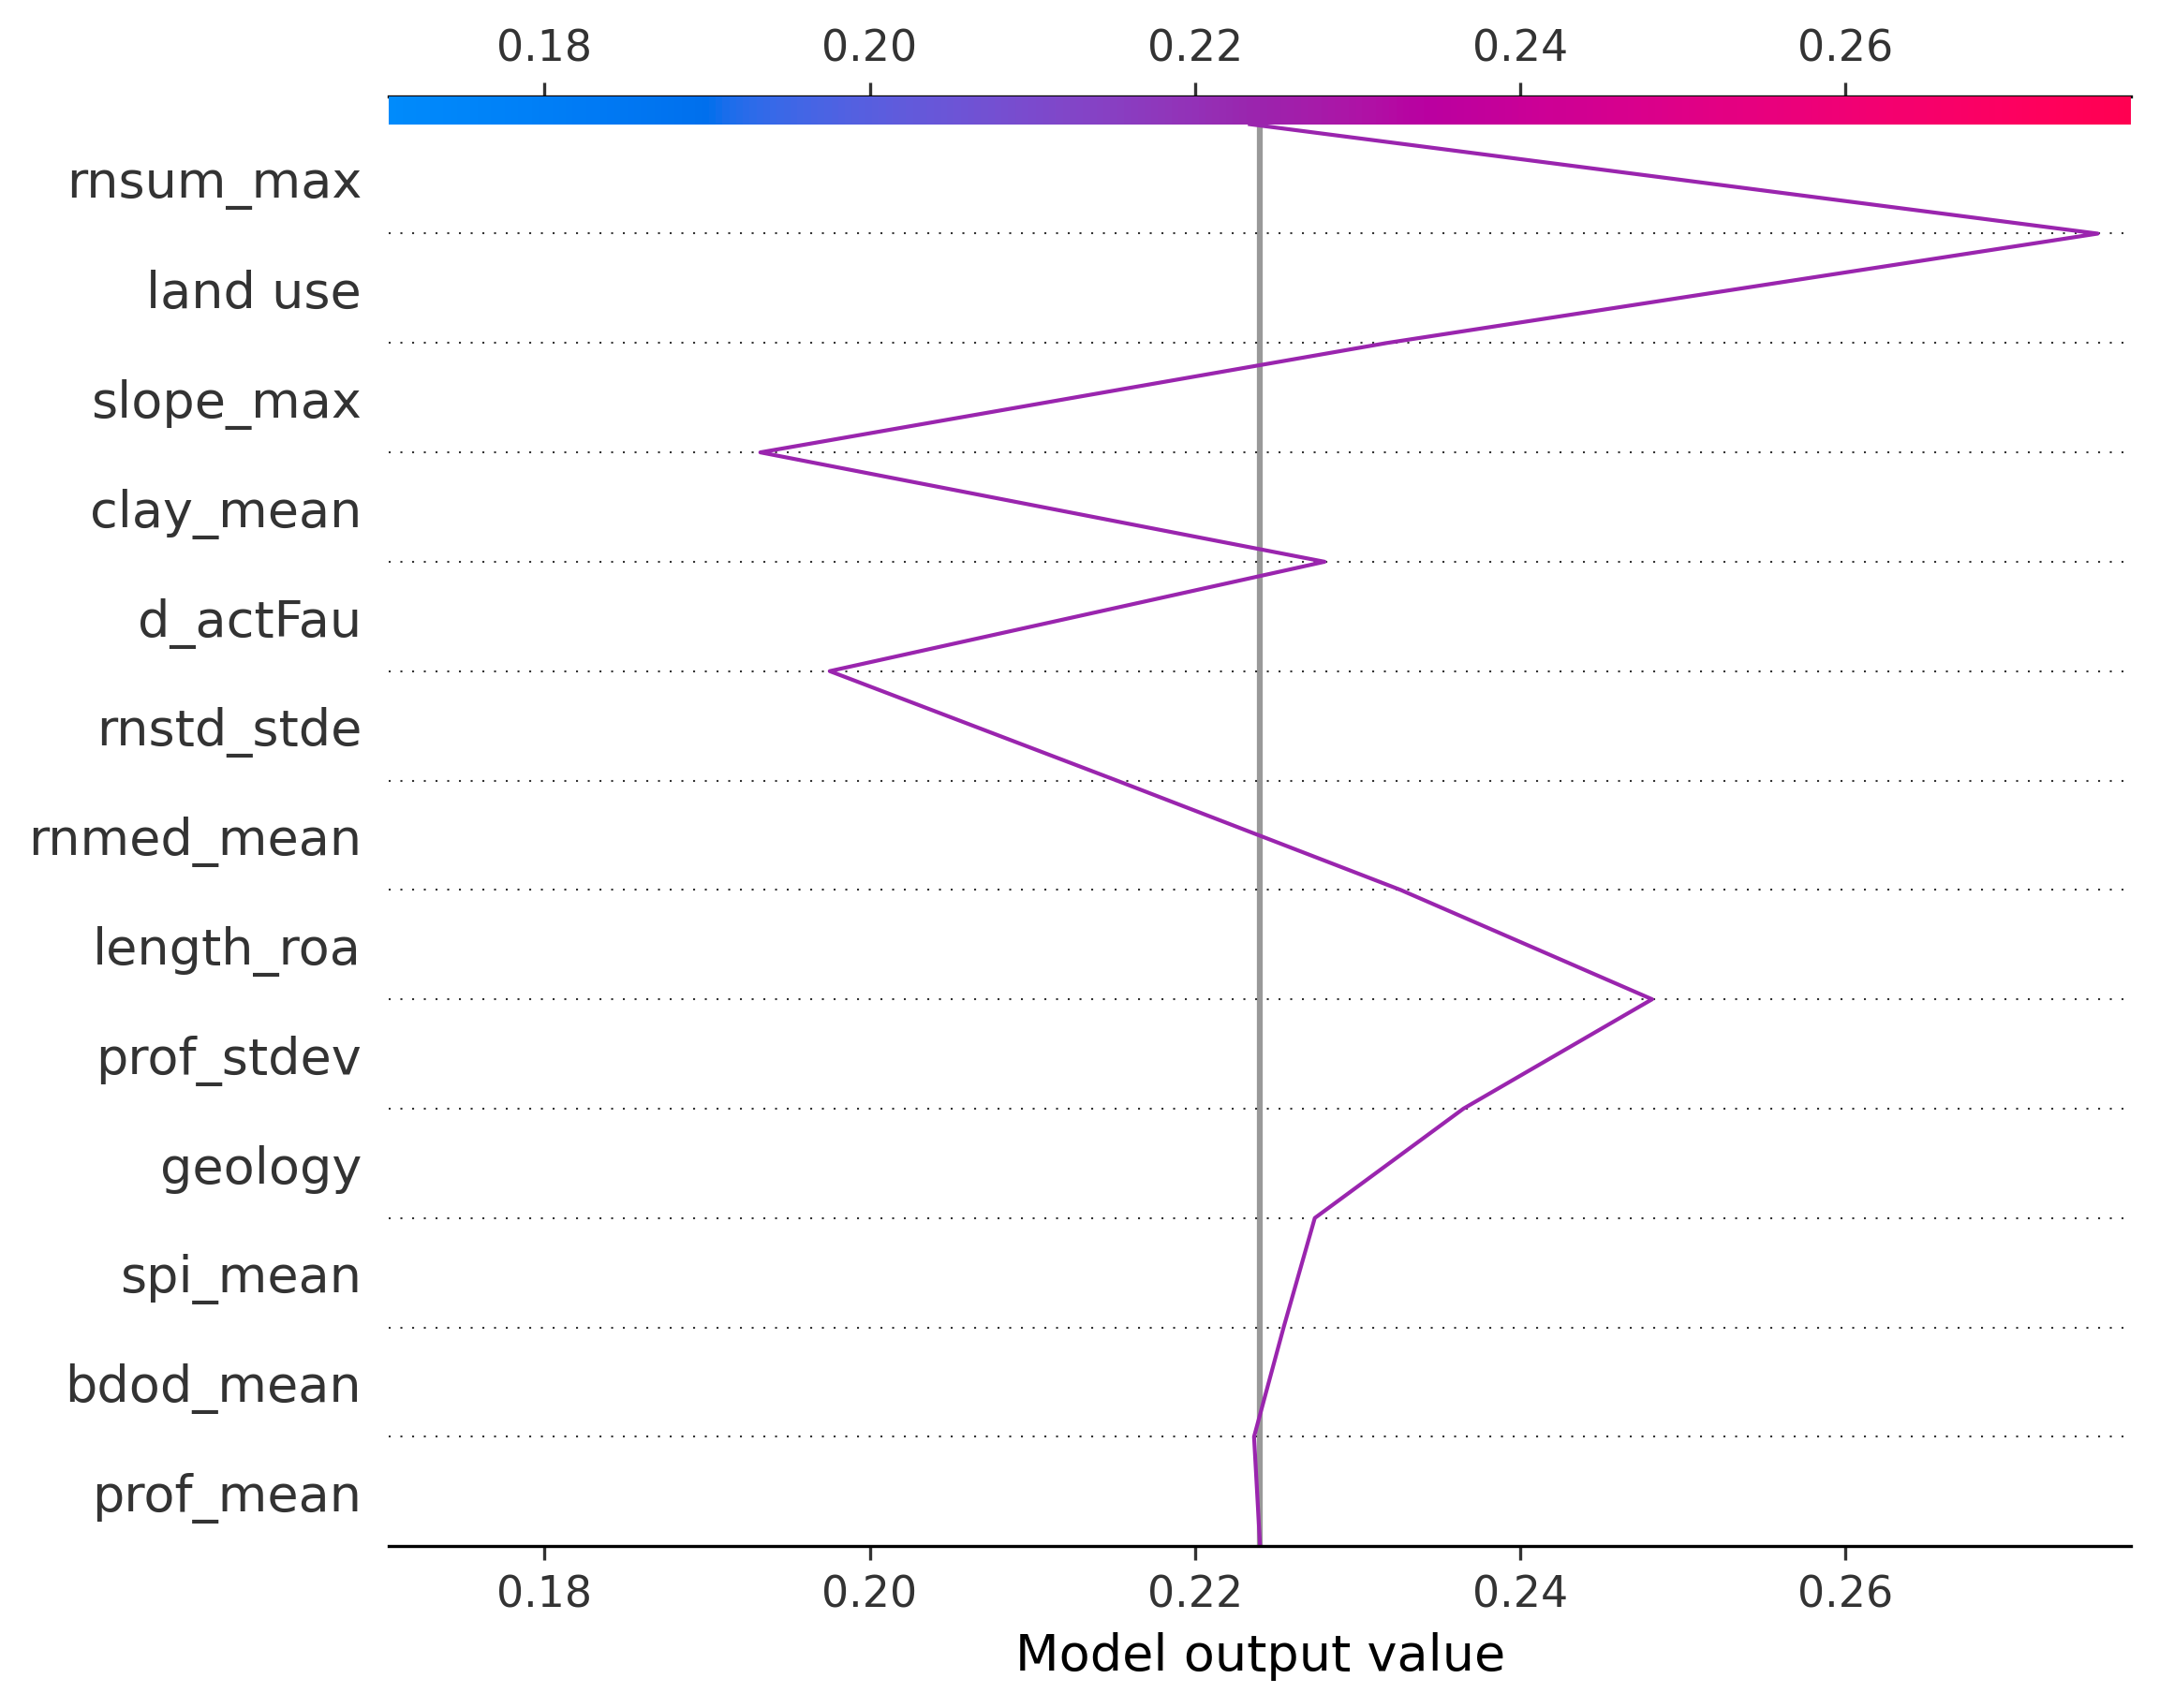 0.18 0.20 0.22 0.24 0.26
rnsum_max
land use
slope_max
clay_mean
d_actFau
rnstd_stde
rnmed_mean
length_roa
prof_stdev
geology
spi_mean
bdod_mean
prof_mean
0.18 0.20 0.22 0.24 0.26
Model output value